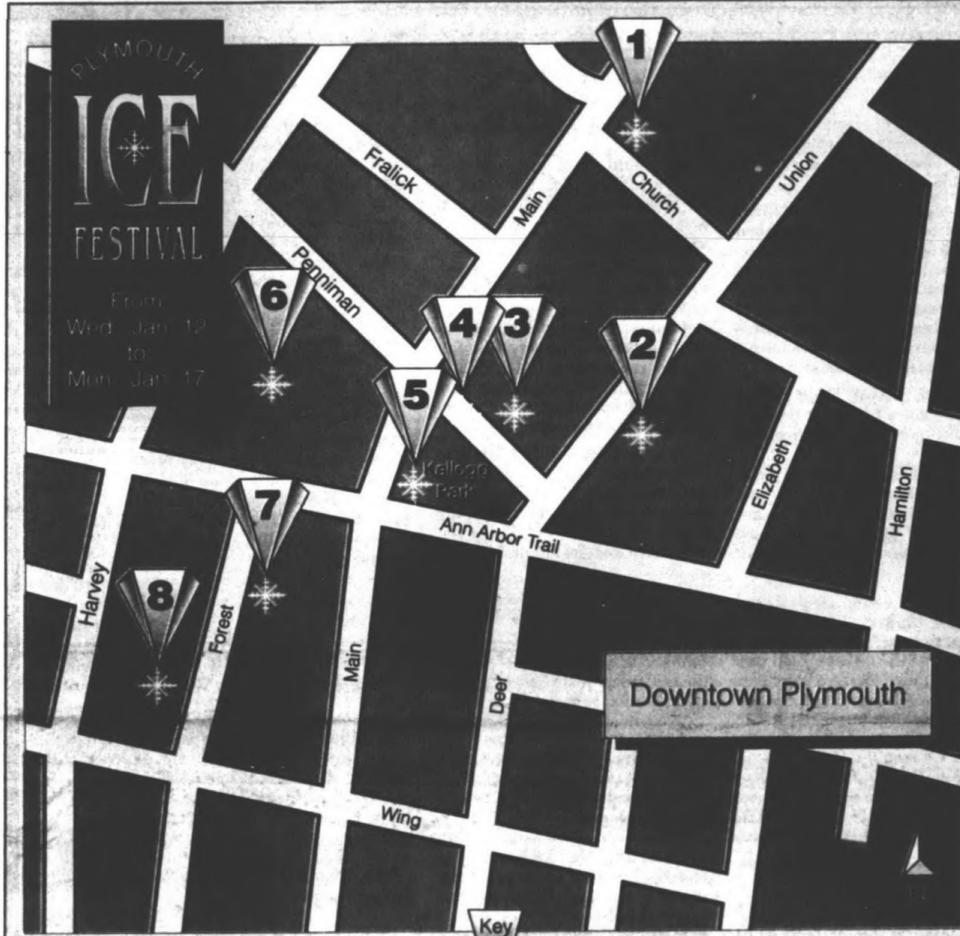 PLYMOUTH
ICE
FESTIVAL
From
Wed. Jan. 12
to
Mon. Jan. 17
1
Fralick
Main
Church
Union
Penniman
6
4
3
2
5
Kellogg
Park
7
Ann Arbor Trail
Elizabeth
Hamilton
8
Harvey
Forest
Main
Deer
Downtown Plymouth
Wing
Key